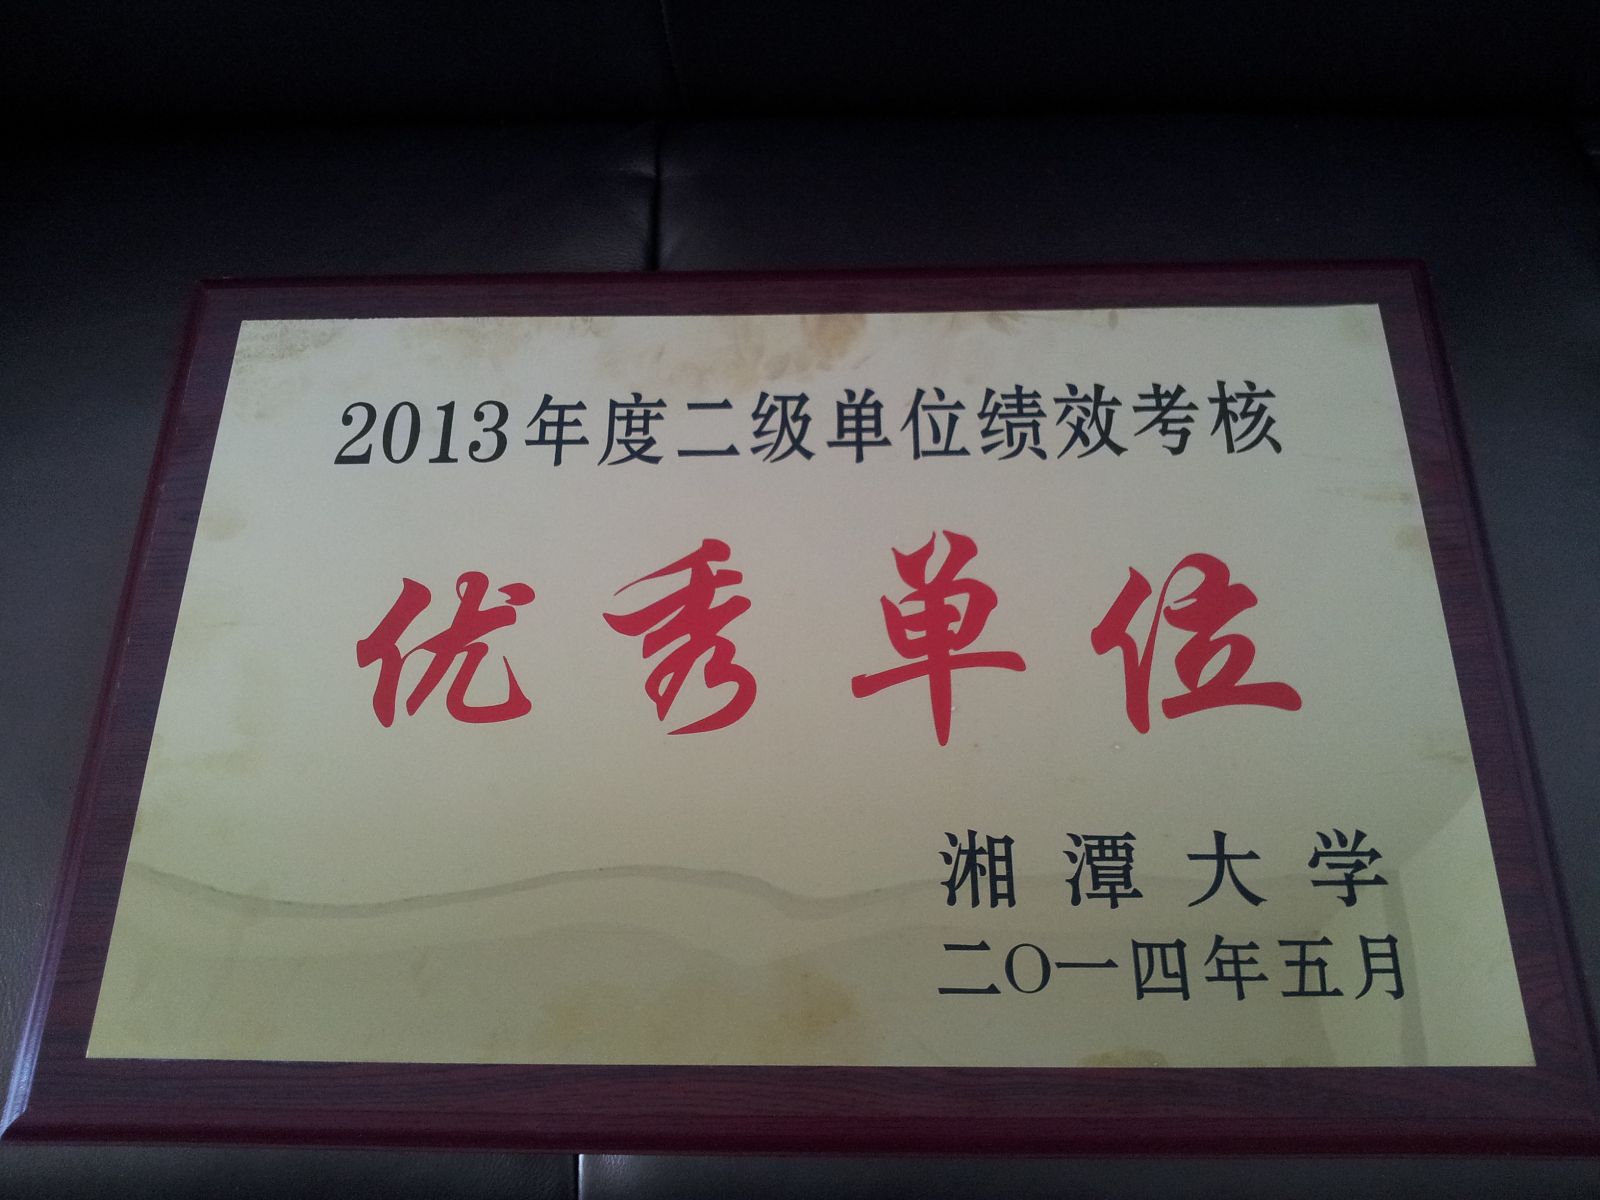 2013年度二级单位绩效考核
优秀单位
湘潭大学
二〇一四年五月